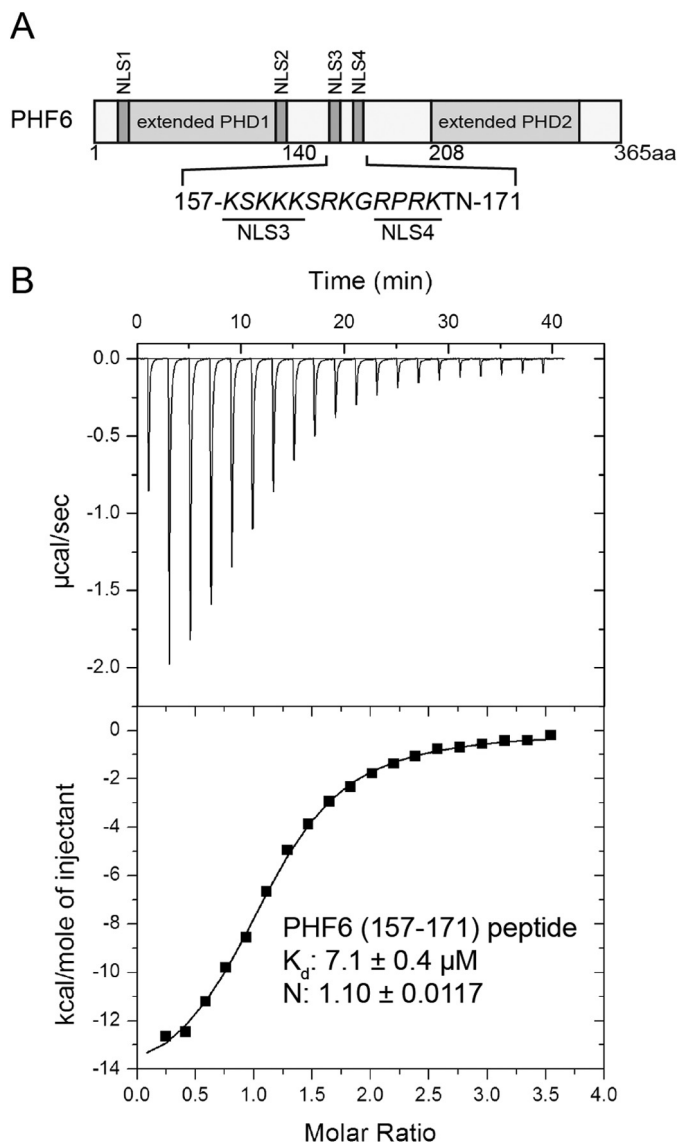 A
NLS1 NLS2 NLS3 NLS4
PHF6 extended PHD1 extended PHD2
1 140 208 365aa
157-KSKKKSRKGRPRKTN-171
NLS3 NLS4
B
Time (min)
0 10 20 30 40
0.0
-0.5
-1.0
-1.5
-2.0
µcal/sec
0
-2
-4
-6
-8
-10
-12
-14
kcal/mole of injectant
PHF6 (157-171) peptide
Kd: 7.1 ± 0.4 µM
N: 1.10 ± 0.0117
0.0 0.5 1.0 1.5 2.0 2.5 3.0 3.5 4.0
Molar Ratio